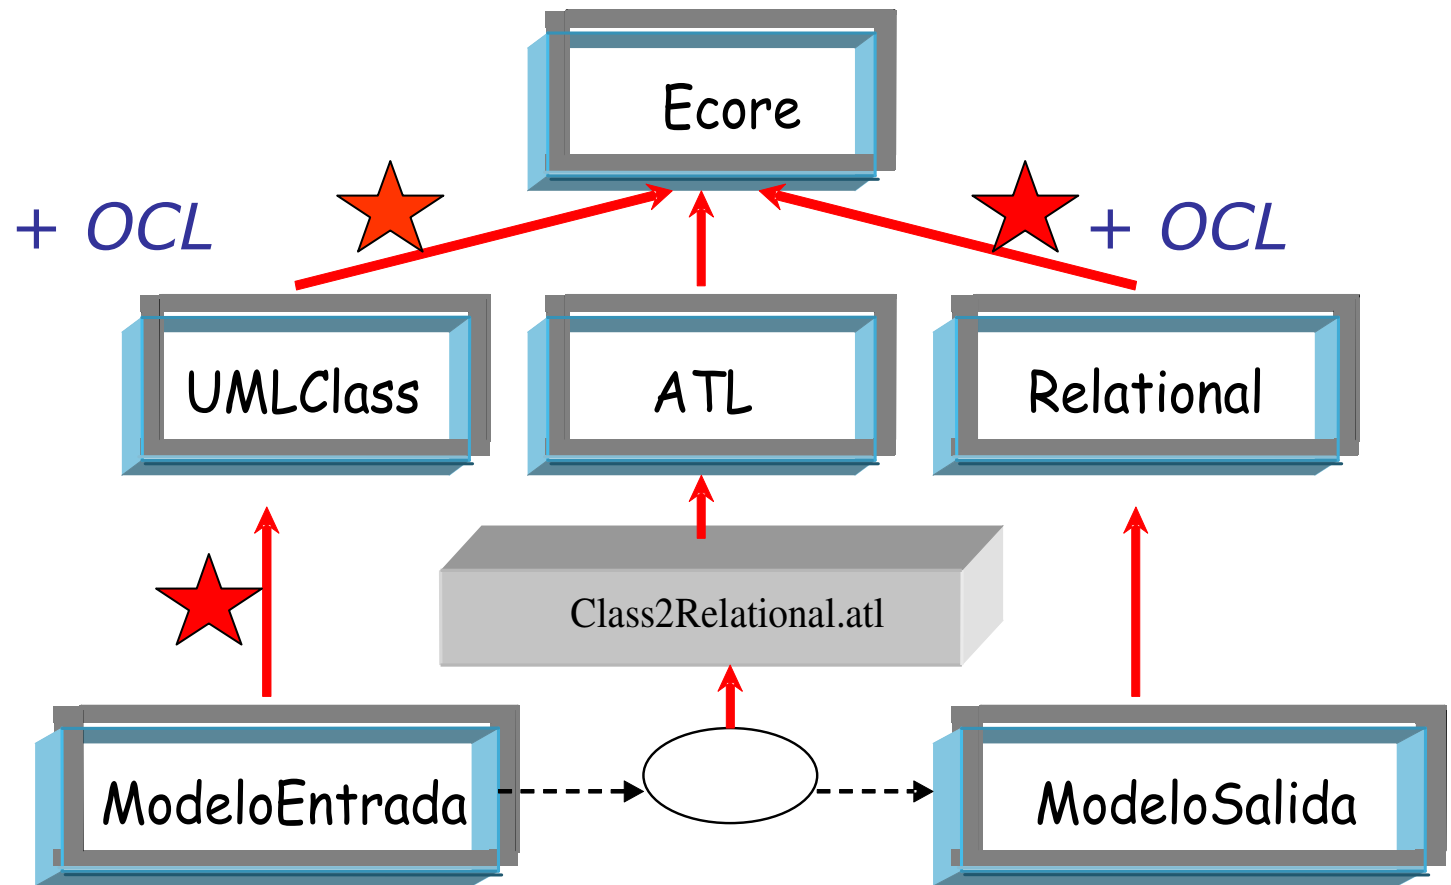 Ecore
+ OCL
+ OCL
UMLClass
ATL
Relational
Class2Relational.atl
ModeloEntrada
ModeloSalida